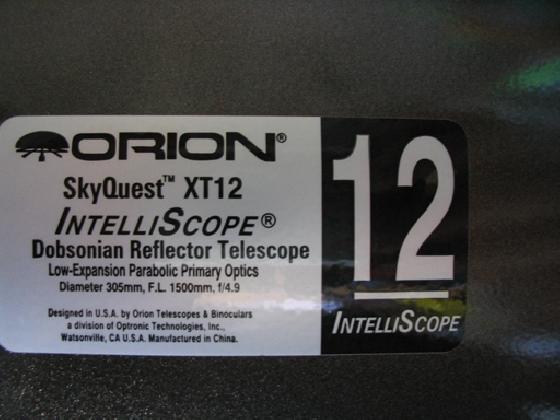 ORION®
SkyQuest™ XT12
INTELLISCOPE®
Dobsonian Reflector Telescope
Low-Expansion Parabolic Primary Optics
Diameter 305mm, F.L. 1500mm, f/4.9
Designed in U.S.A. by Orion Telescopes & Binoculars
a division of Optronic Technologies, Inc.,
Watsonville, CA U.S.A. Manufactured in China.
12
INTELLISCOPE